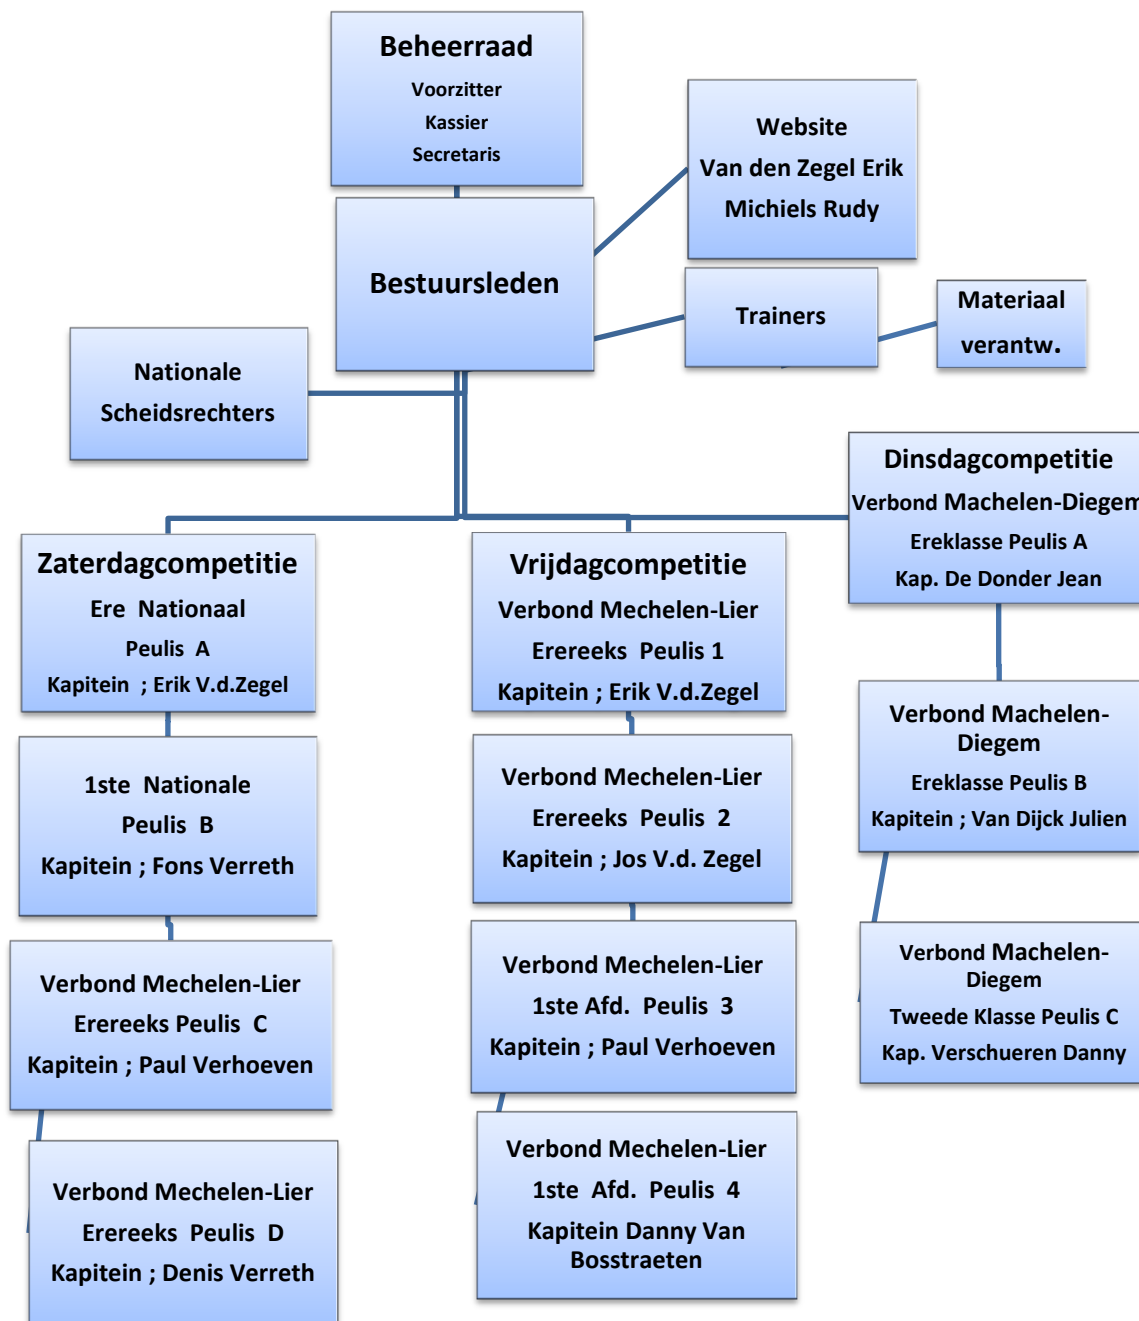 Beheerraad
Voorzitter
Kassier
Secretaris
Website
Van den Zegel Erik
Michiels Rudy
Bestuursleden
Trainers
Materiaal
verantw.
Nationale
Scheidsrechters
Dinsdagcompetitie
Verbond Machelen-Diegem
Ereklasse Peulis A
Kap. De Donder Jean
Zaterdagcompetitie
Ere Nationaal
Peulis A
Kapitein ; Erik V.d.Zegel
Vrijdagcompetitie
Verbond Mechelen-Lier
Erereeks Peulis 1
Kapitein ; Erik V.d.Zegel
Verbond Machelen-
Diegem
Ereklasse Peulis B
Kapitein ; Van Dijck Julien
1ste Nationale
Peulis B
Kapitein ; Fons Verreth
Verbond Mechelen-Lier
Erereeks Peulis 2
Kapitein ; Jos V.d. Zegel
Verbond Mechelen-Lier
Erereeks Peulis C
Kapitein ; Paul Verhoeven
Verbond Mechelen-Lier
1ste Afd. Peulis 3
Kapitein ; Paul Verhoeven
Verbond Machelen-
Diegem
Tweede Klasse Peulis C
Kap. Verschueren Danny
Verbond Mechelen-Lier
Erereeks Peulis D
Kapitein ; Denis Verreth
Verbond Mechelen-Lier
1ste Afd. Peulis 4
Kapitein Danny Van
Bosstraeten